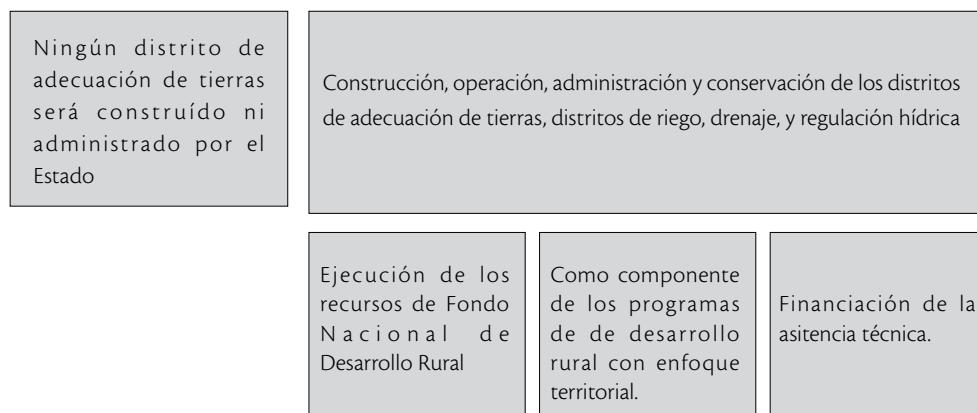 Ningún distrito de
adecuación de tierras
será construído ni
administrado por el
Estado
Construcción, operación, administración y conservación de los distritos
de adecuación de tierras, distritos de riego, drenaje, y regulación hídrica
Ejecución de los
recursos de Fondo
Nacional de
Desarrollo Rural
Como componente
de los programas
de de desarrollo
rural con enfoque
territorial.
Financiación de la
asitencia técnica.